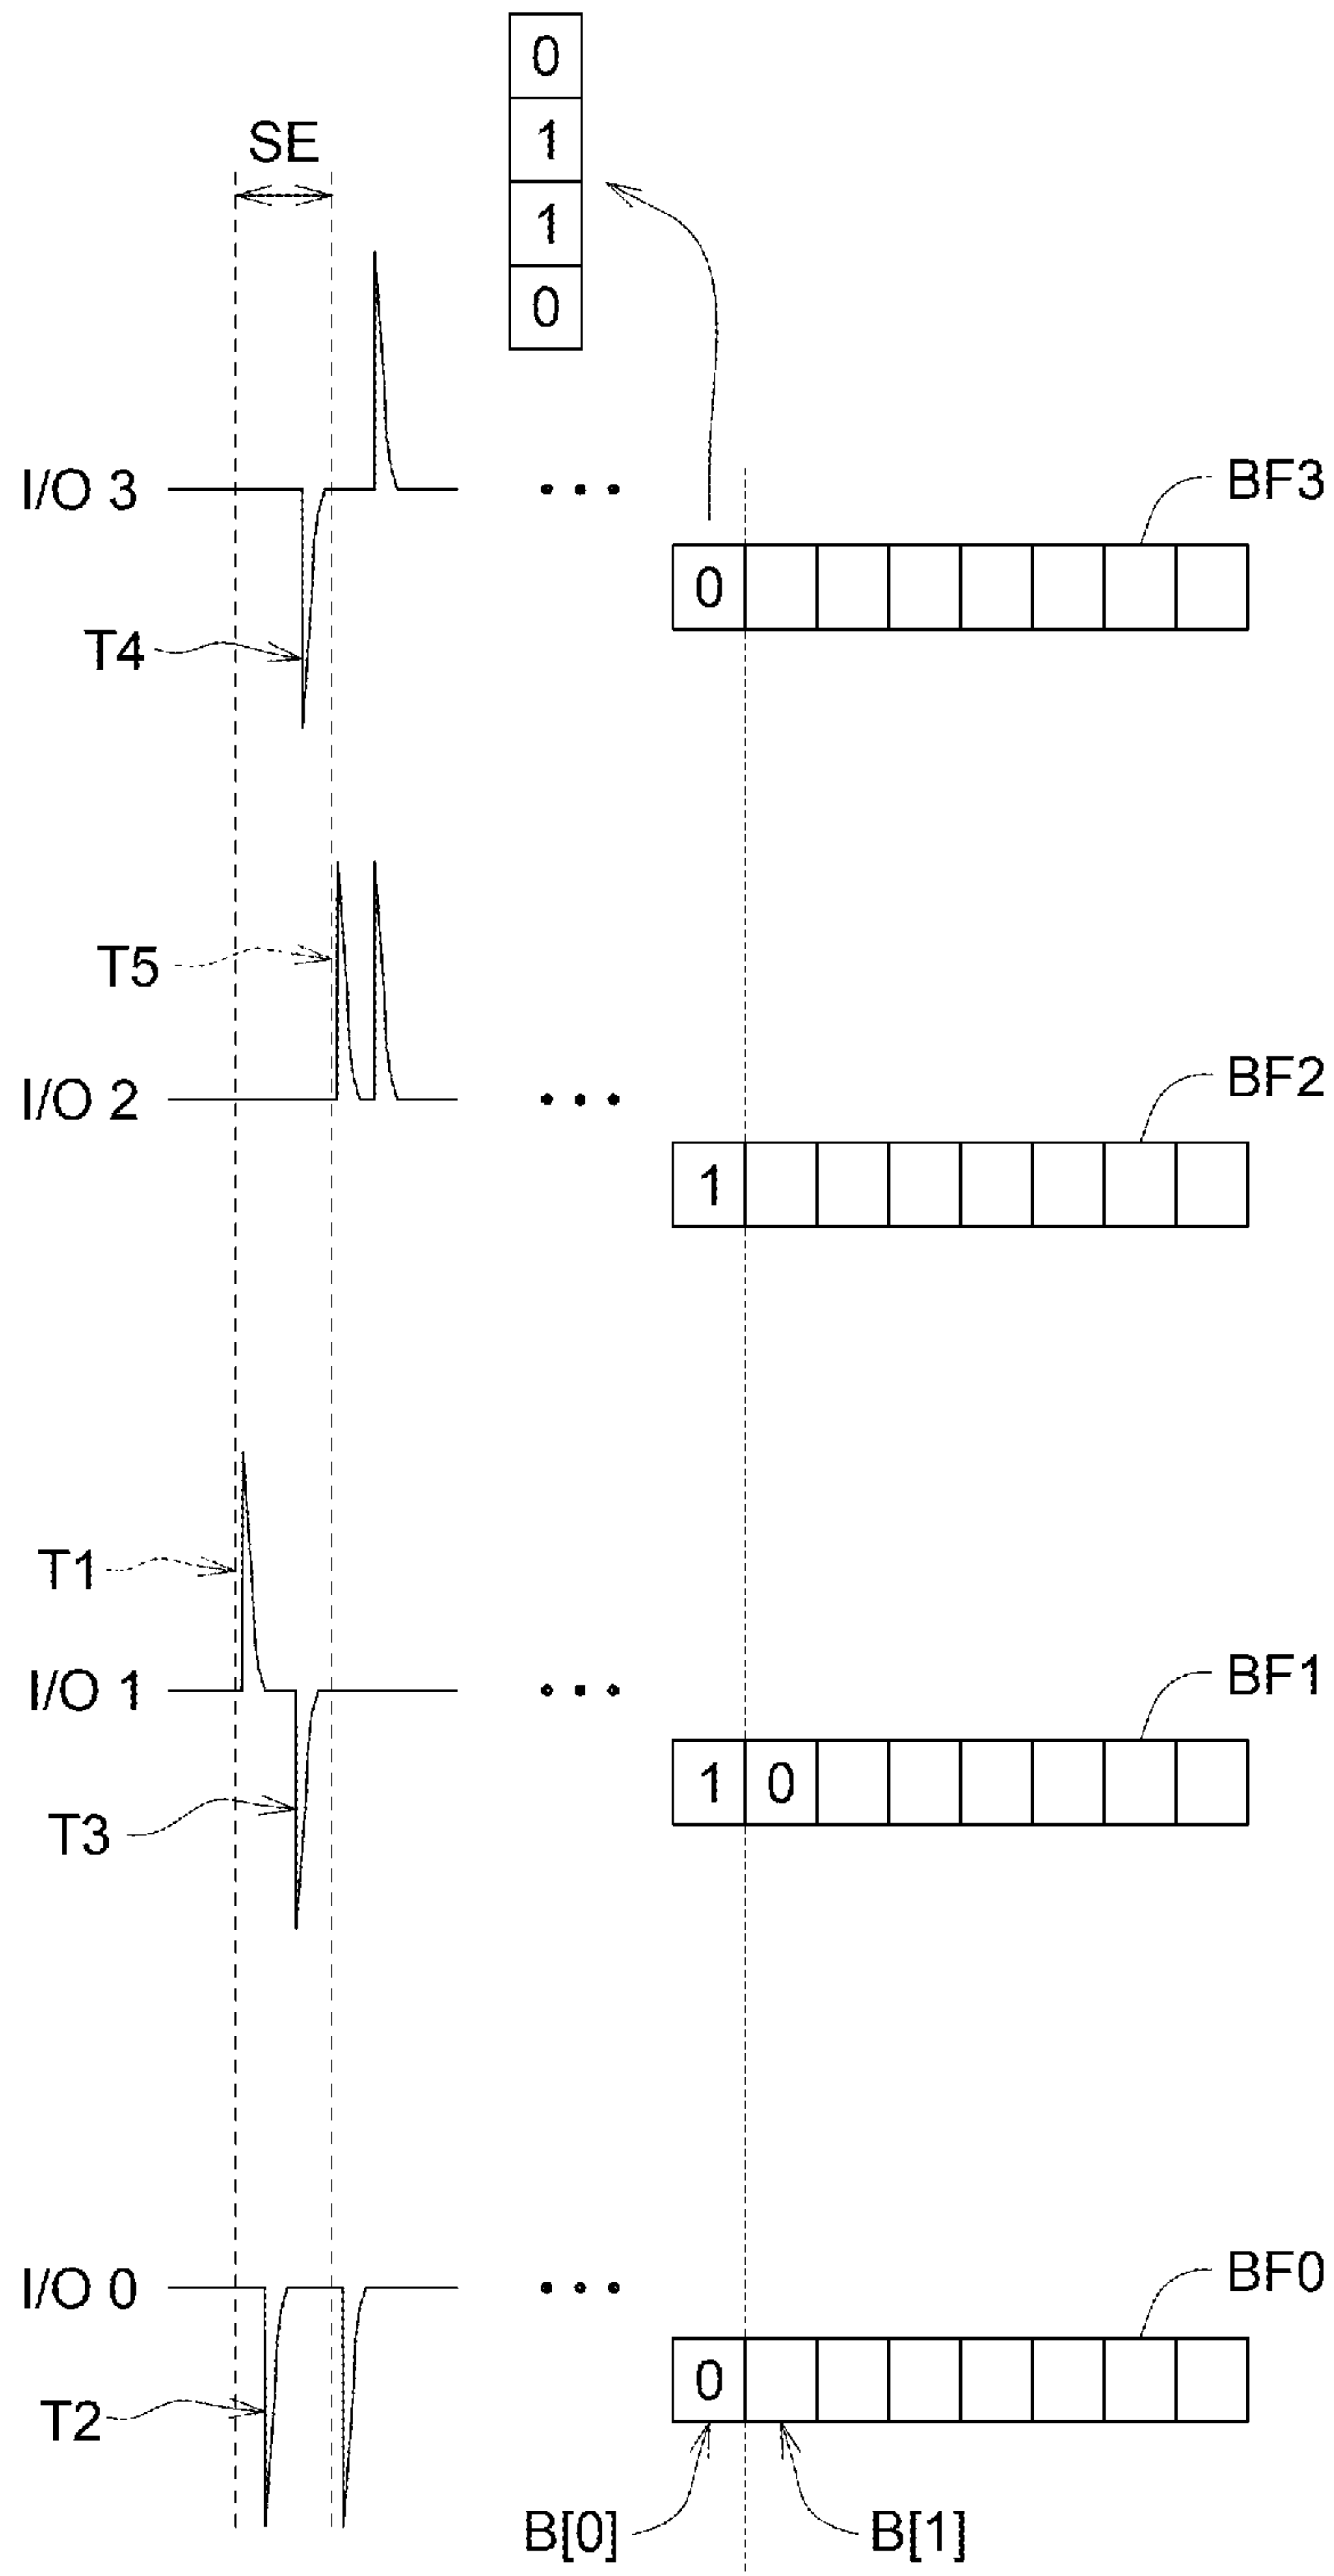 0
1
1
0
SE
I/O 3
BF3
0
T4
T5
I/O 2
BF2
1
T1
I/O 1
BF1
1 0
T3
I/O 0
BF0
0
T2
B[0] B[1]